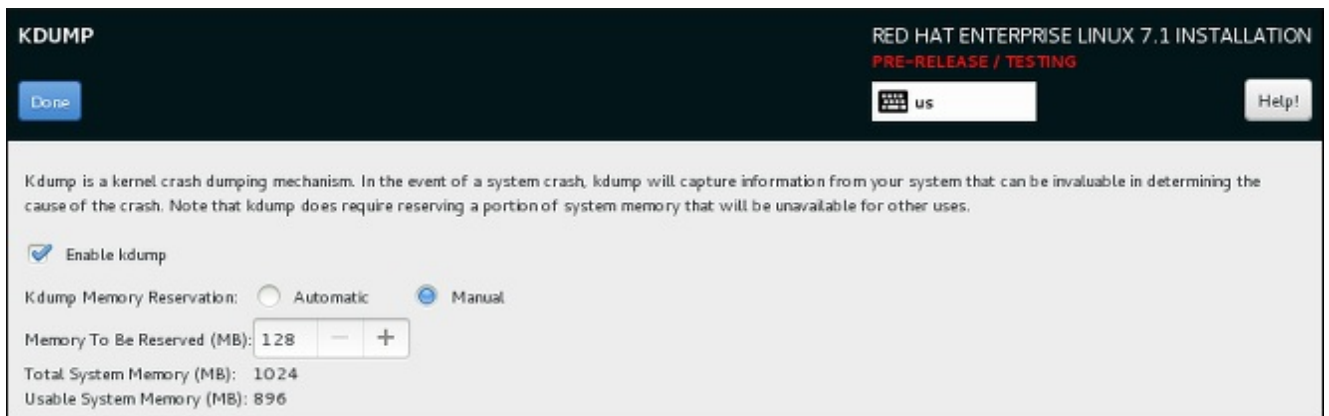 KDUMP
RED HAT ENTERPRISE LINUX 7.1 INSTALLATION
PRE-RELEASE / TESTING
Done
us
Help!
Kdump is a kernel crash dumping mechanism. In the event of a system crash, kdump will capture information from your system that can be invaluable in determining the
cause of the crash. Note that kdump does require reserving a portion of system memory that will be unavailable for other uses.
Enable kdump
Kdump Memory Reservation: Automatic Manual
Memory To Be Reserved (MB): 128 − +
Total System Memory (MB): 1024
Usable System Memory (MB): 896